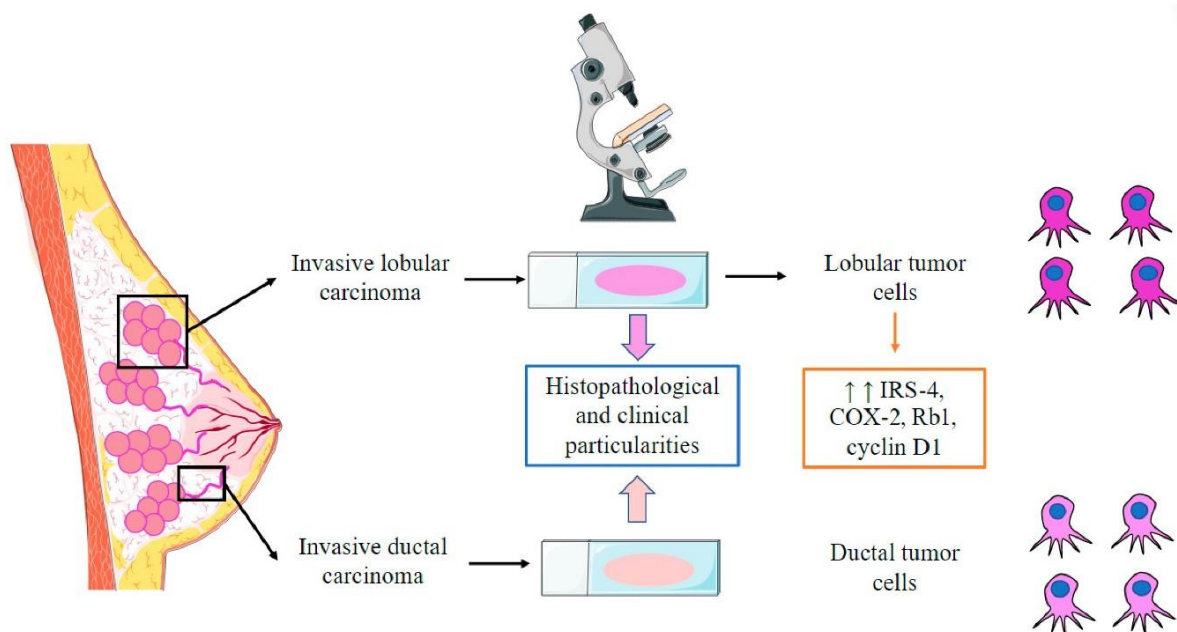 Invasive lobular
carcinoma
Lobular tumor
cells
Histopathological
and clinical
particularities
↑ ↑ IRS-4,
COX-2, Rb1,
cyclin D1
Invasive ductal
carcinoma
Ductal tumor
cells